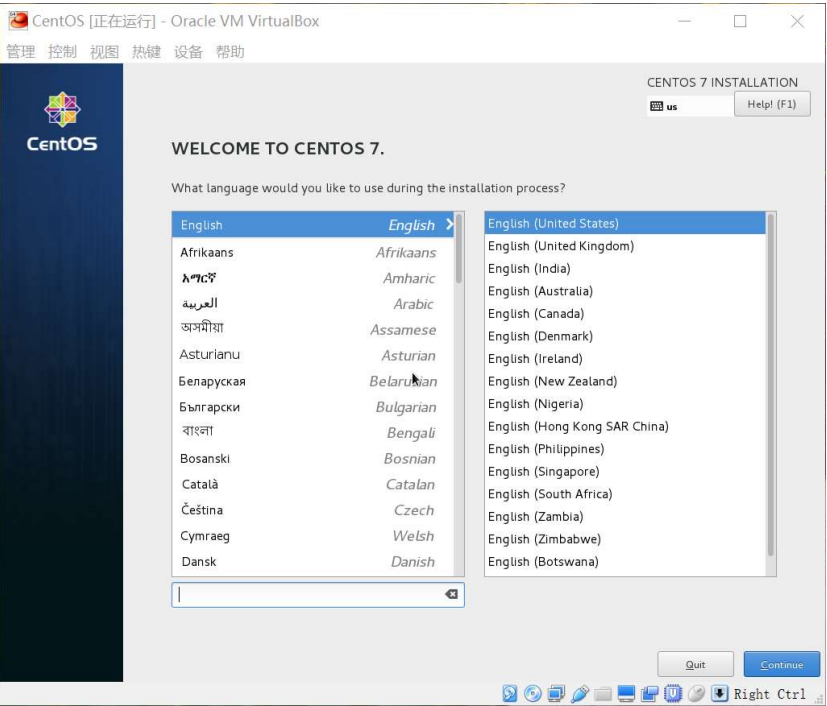 CentOS [正在运行] - Oracle VM VirtualBox
管理 控制 视图 热键 设备 帮助
CentOS
CENTOS 7 INSTALLATION
us Help! (F1)
WELCOME TO CENTOS 7.
What language would you like to use during the installation process?
English English
Afrikaans Afrikaans
አማርኛ Amharic
العربية Arabic
অসমীয়া Assamese
Asturianu Asturian
Беларуская Belarusian
Български Bulgarian
বাংলা Bengali
Bosanski Bosnian
Català Catalan
Čeština Czech
Cymraeg Welsh
Dansk Danish
English (United States)
English (United Kingdom)
English (India)
English (Australia)
English (Canada)
English (Denmark)
English (Ireland)
English (New Zealand)
English (Nigeria)
English (Hong Kong SAR China)
English (Philippines)
English (Singapore)
English (South Africa)
English (Zambia)
English (Zimbabwe)
English (Botswana)
Quit Continue
Right Ctrl